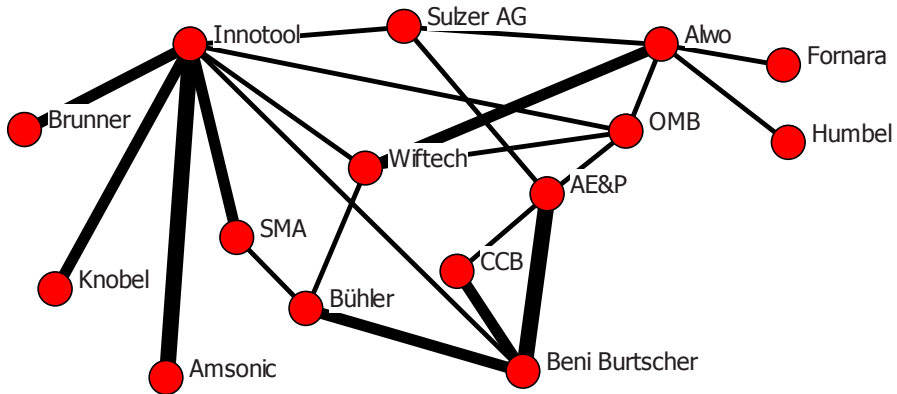 Sulzer AG
Innotool
Alwo
Fornara
Brunner
OMB
Humbel
Wiftech
AE&P
SMA
CCB
Knobel
Bühler
Beni Burtscher
Amsonic